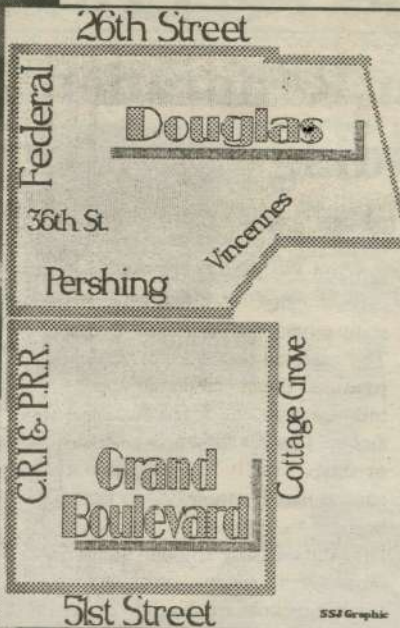 26th Street
Federal
Douglas
36th St.
Vincennes
Pershing
C.R.I & P.R.R.
Cottage Grove
Grand
Boulevard
51st Street
SSJ Graphic